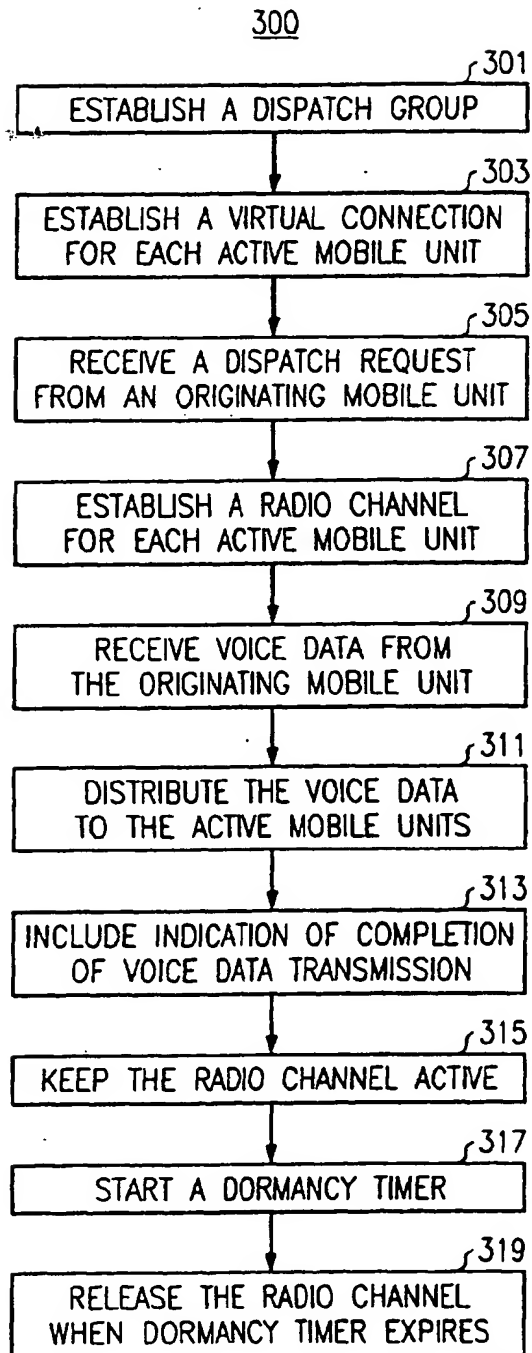 300
301
ESTABLISH A DISPATCH GROUP
303
ESTABLISH A VIRTUAL CONNECTION
FOR EACH ACTIVE MOBILE UNIT
305
RECEIVE A DISPATCH REQUEST
FROM AN ORIGINATING MOBILE UNIT
307
ESTABLISH A RADIO CHANNEL
FOR EACH ACTIVE MOBILE UNIT
309
RECEIVE VOICE DATA FROM
THE ORIGINATING MOBILE UNIT
311
DISTRIBUTE THE VOICE DATA
TO THE ACTIVE MOBILE UNITS
313
INCLUDE INDICATION OF COMPLETION
OF VOICE DATA TRANSMISSION
315
KEEP THE RADIO CHANNEL ACTIVE
317
START A DORMANCY TIMER
319
RELEASE THE RADIO CHANNEL
WHEN DORMANCY TIMER EXPIRES